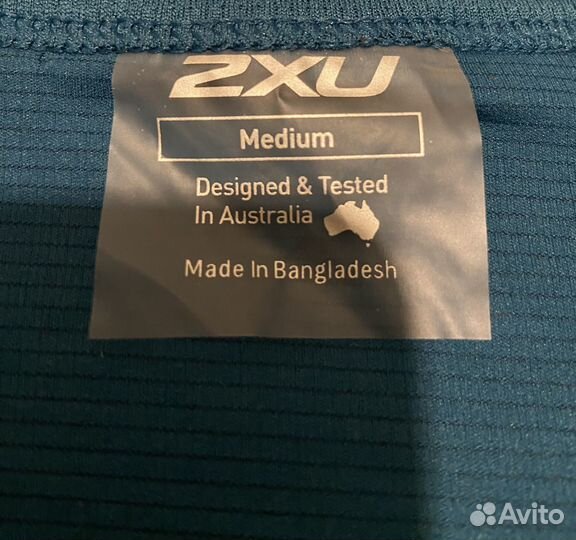 2XU
Medium
Designed & Tested
In Australia
Made In Bangladesh
Avito